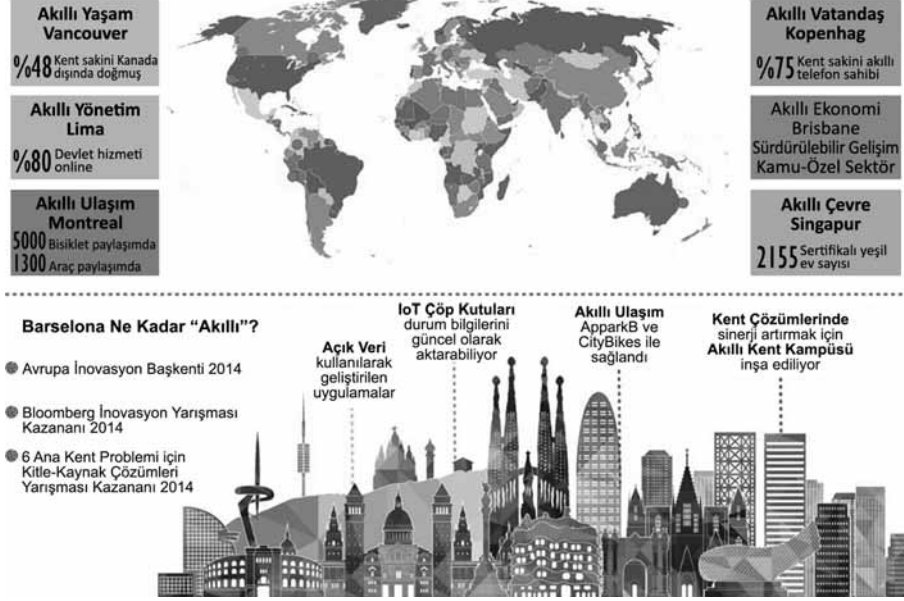 Akıllı Yaşam
Vancouver
%48 Kent sakini Kanada
dışında doğmuş
Akıllı Yönetim
Lima
%80 Devlet hizmeti
online
Akıllı Ulaşım
Montreal
5000 Bisiklet paylaşımda
1300 Araç paylaşımda
Akıllı Vatandaş
Kopenhag
%75 Kent sakini akıllı
telefon sahibi
Akıllı Ekonomi
Brisbane
Sürdürülebilir Gelişim
Kamu-Özel Sektör
Akıllı Çevre
Singapur
2155 Sertifikalı yeşil
ev sayısı
Barselona Ne Kadar “Akıllı”?
Avrupa İnovasyon Başkenti 2014
Bloomberg İnovasyon Yarışması
Kazananı 2014
6 Ana Kent Problemi için
Kitle-Kaynak Çözümleri
Yarışması Kazananı 2014
Açık Veri
kullanılarak
geliştirilen
uygulamalar
IoT Çöp Kutuları
durum bilgilerini
güncel olarak
aktarabiliyor
Akıllı Ulaşım
ApparkB ve
CityBikes ile
sağlandı
Kent Çözümlerinde
sinerji artırmak için
Akıllı Kent Kampüsü
inşa ediliyor